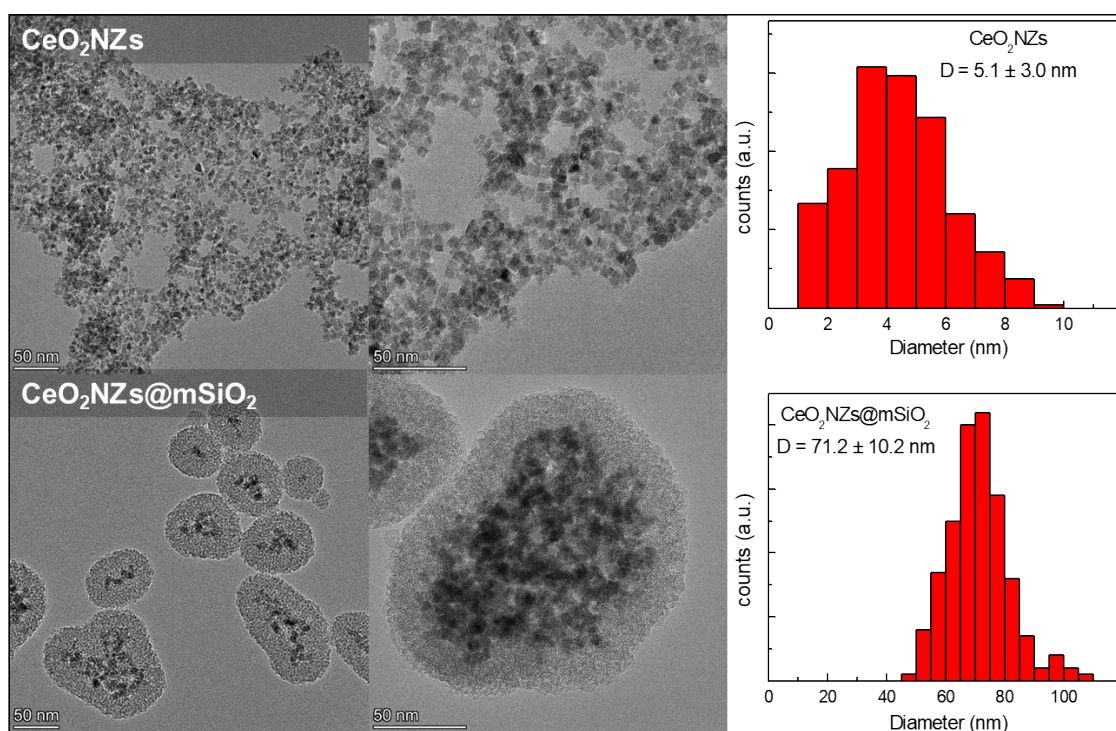 CeO₂NZs
50 nm
50 nm
CeO₂NZs
D = 5.1 ± 3.0 nm
counts (a.u.)
0 2 4 6 8 10
Diameter (nm)
CeO₂NZs@mSiO₂
50 nm
50 nm
CeO₂NZs@mSiO₂
D = 71.2 ± 10.2 nm
counts (a.u.)
0 20 40 60 80 100
Diameter (nm)